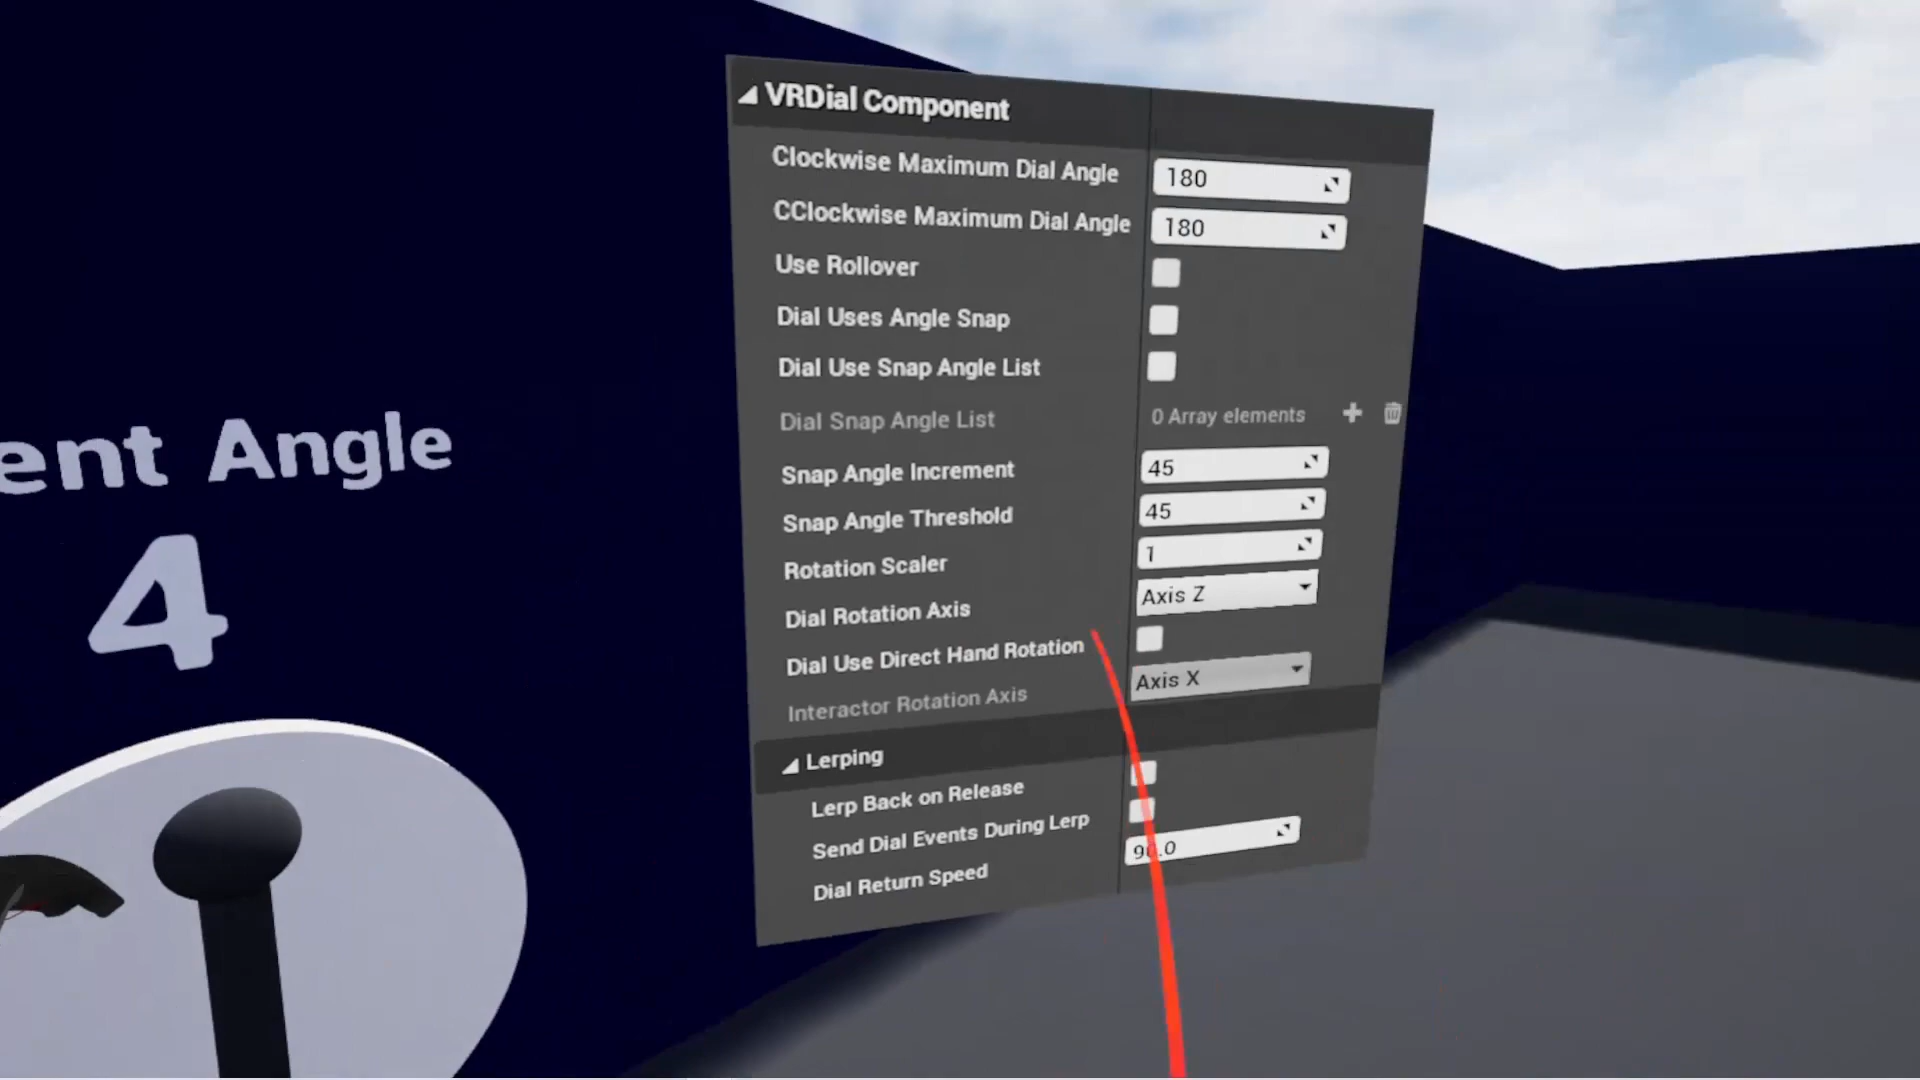 VRDial Component
Clockwise Maximum Dial Angle 180
CClockwise Maximum Dial Angle 180
Use Rollover
Dial Uses Angle Snap
Dial Use Snap Angle List
Dial Snap Angle List 0 Array elements
Snap Angle Increment 45
Snap Angle Threshold 45
Rotation Scaler 1
Dial Rotation Axis Axis Z
Dial Use Direct Hand Rotation
Interactor Rotation Axis Axis X
Lerping
Lerp Back on Release
Send Dial Events During Lerp
Dial Return Speed 90.0
ent Angle
4